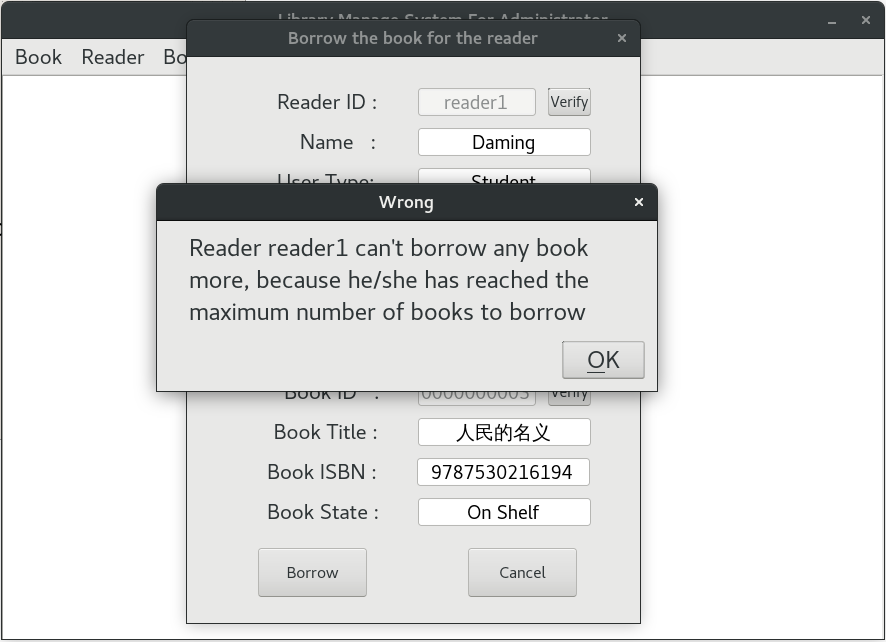 Library Manage System For Administrator
Borrow the book for the reader
Book Reader Bo
Reader ID : reader1 Verify
Name : Daming
User Type: Student
Wrong
Reader reader1 can't borrow any book
more, because he/she has reached the
maximum number of books to borrow
OK
Book ID : 0000000003 Verify
Book Title : 人民的名义
Book ISBN : 9787530216194
Book State : On Shelf
Borrow Cancel